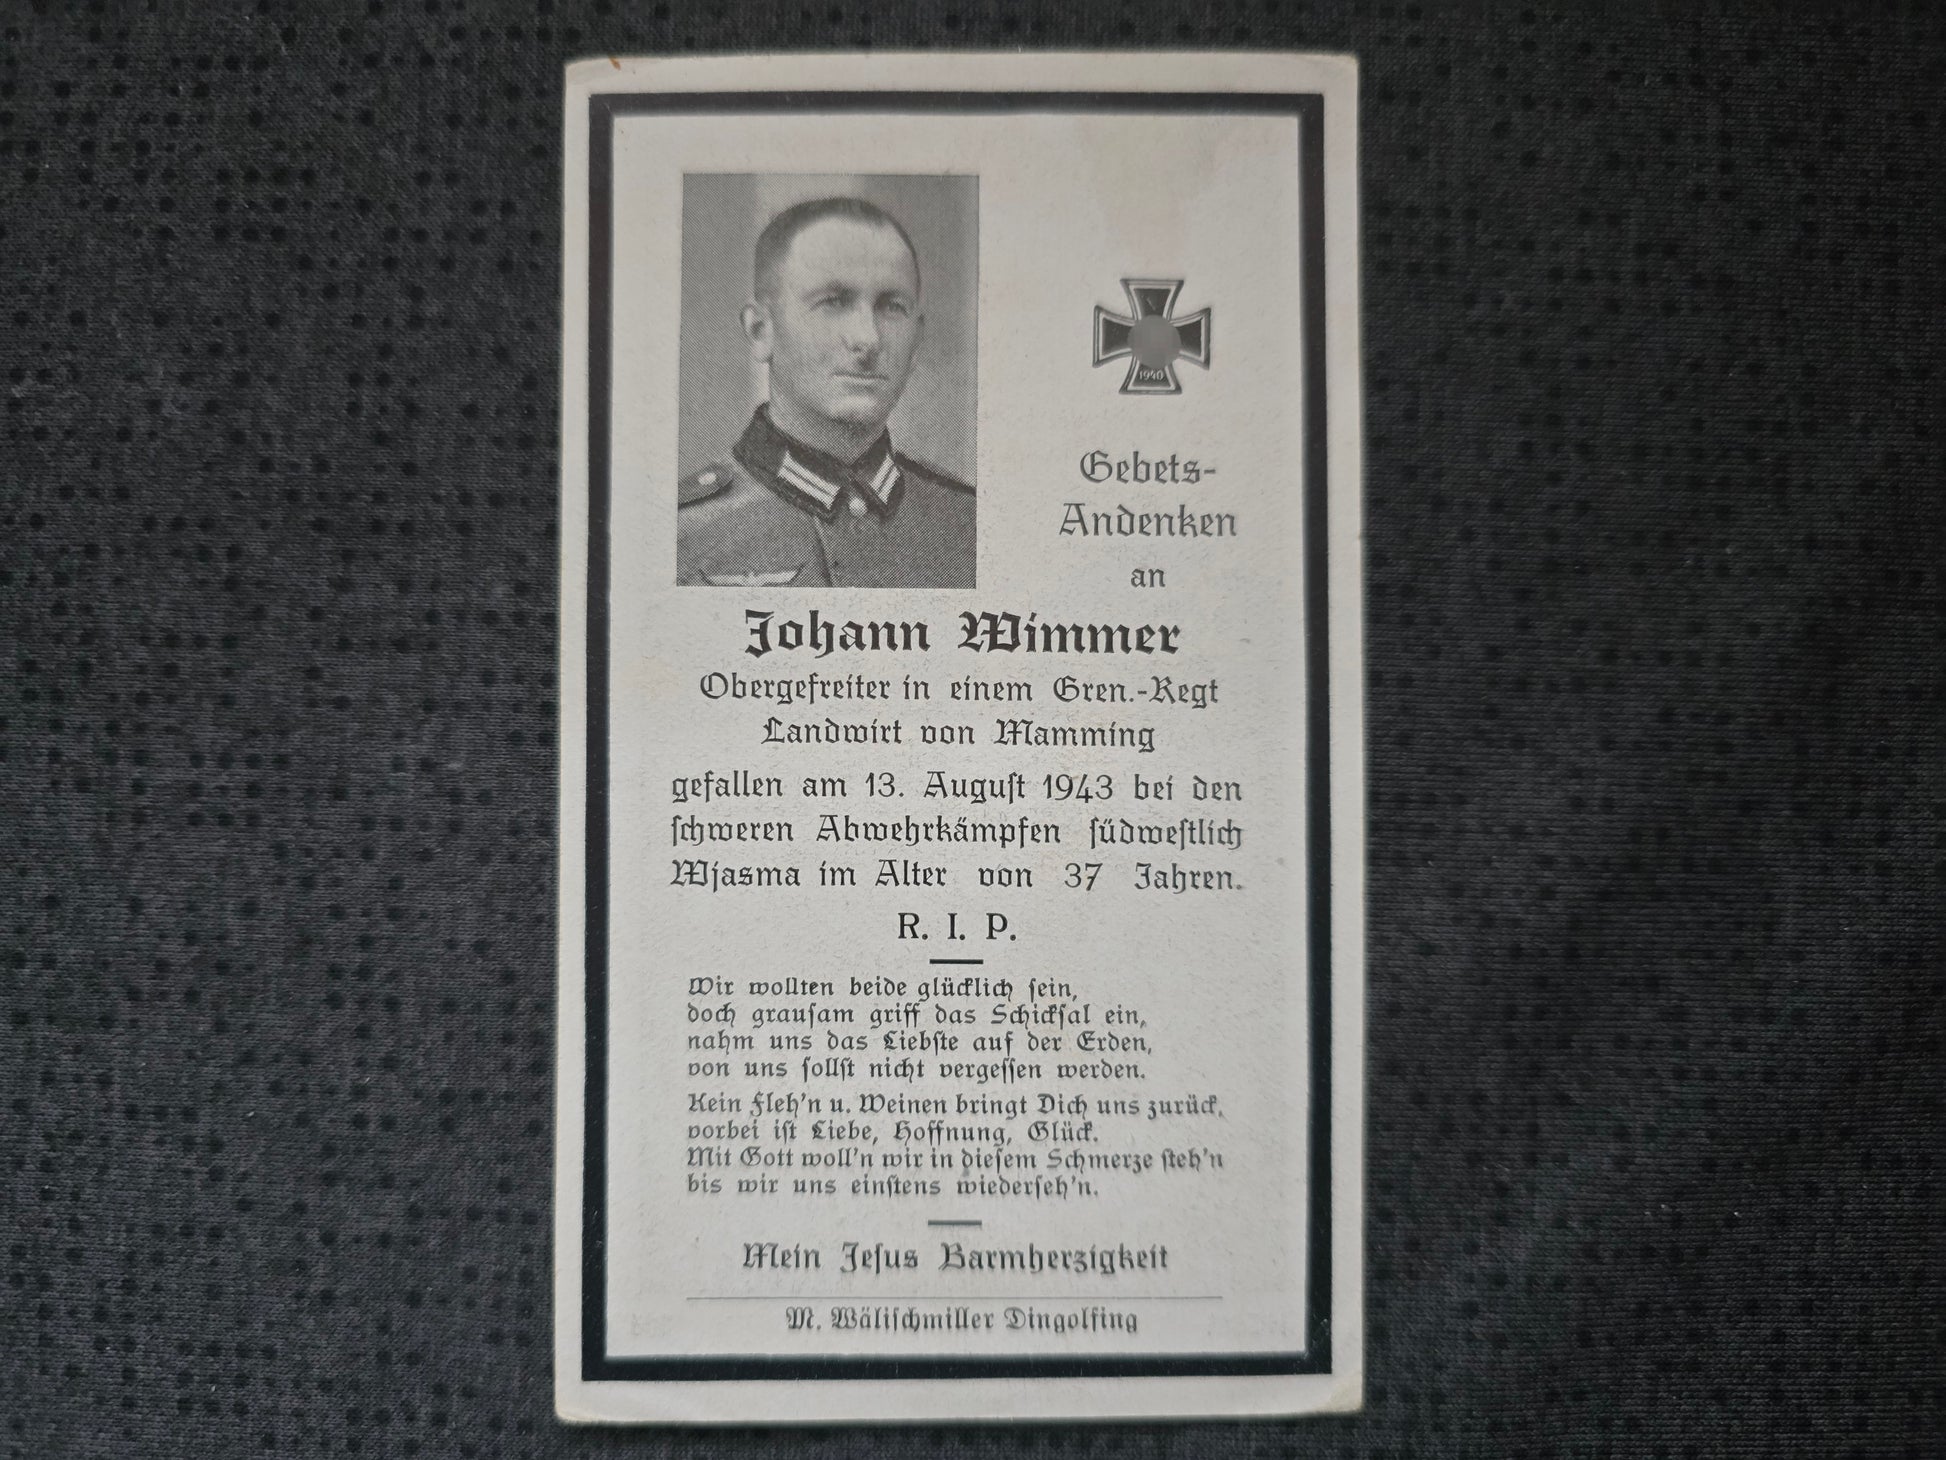 1940
Gebets-
Andenken
an
Johann Wimmer
Obergefreiter in einem Gren.-Regt
Landwirt von Mamming
gefallen am 13. Auguſt 1943 bei den
ſchweren Abwehrkämpfen ſüdweſtlich
Wjasma im Alter von 37 Jahren.
R. I. P.
Wir wollten beide glücklich ſein,
doch grauſam griff das Schickſal ein,
nahm uns das Liebſte auf der Erden,
von uns ſollſt nicht vergeſſen werden.
Kein Fleh'n u. Weinen bringt Dich uns zurück,
vorbei iſt Liebe, Hoffnung, Glück.
Mit Gott woll'n wir in dieſem Schmerze ſteh'n
bis wir uns einſtens wiederſeh'n.
Mein Jeſus Barmherzigkeit
M. Wäliſchmiller Dingolfing